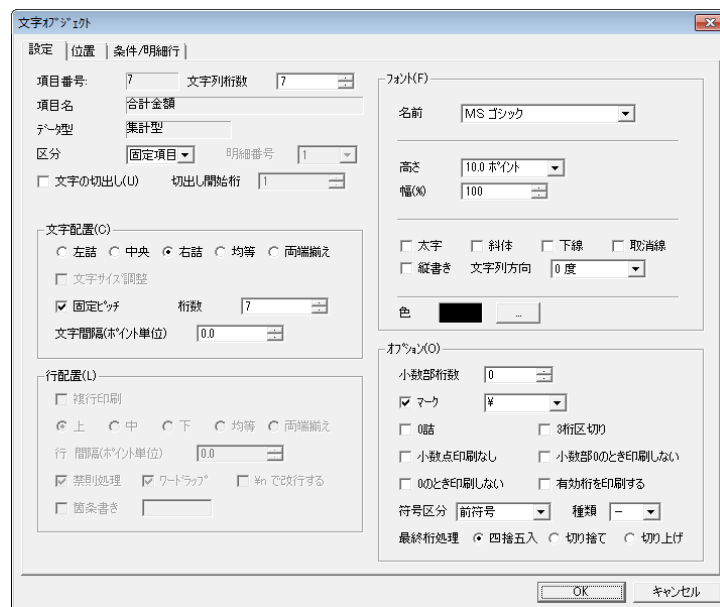 文字オブジェクト
設定 位置 条件/明細行
項目番号: 7 文字列桁数 7
項目名 合計金額
データ型 集計型
区分 固定項目 明細番号 1
文字の切出し(U) 切出し開始桁 1
文字配置(C)
左詰 中央 右詰 均等 両端揃え
文字サイズ調整
固定ピッチ 桁数 7
文字間隔(ポイント単位) 0.0
行配置(L)
複行印刷
上 中 下 均等 両端揃え
行 間隔(ポイント単位) 0.0
禁則処理 ワードラップ ¥n で改行する
箇条書き
フォント(F)
名前 MS ゴシック
高さ 10.0 ポイント
幅(%) 100
太字 斜体 下線 取消線
縦書き 文字列方向 0 度
色 ...
オプション(O)
小数部桁数 0
マーク ¥
0詰 3桁区切り
小数点印刷なし 小数部0のとき印刷しない
0のとき印刷しない 有効桁を印刷する
符号区分 前符号 種類 －
最終桁処理 四捨五入 切り捨て 切り上げ
OK キャンセル